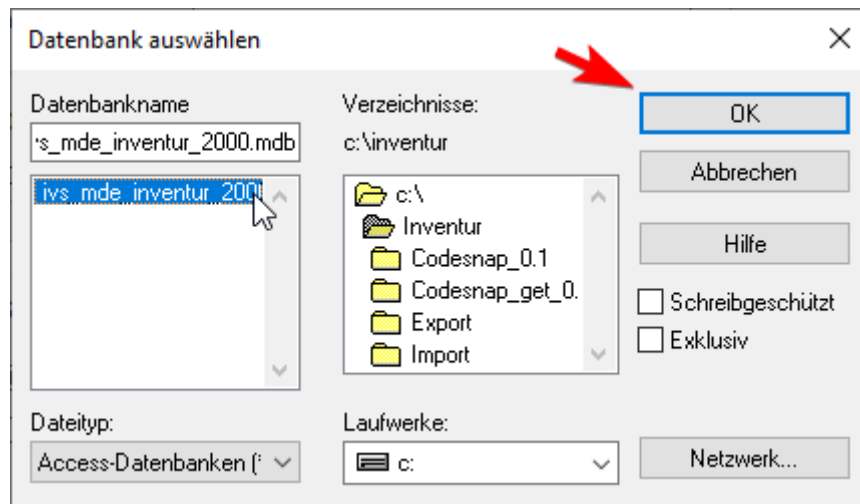 Datenbank auswählen
Datenbankname
s_mde_inventur_2000.mdb
ivs_mde_inventur_200
Verzeichnisse:
c:\inventur
c:\
Inventur
Codesnap_0.1
Codesnap_get_0.
Export
Import
OK
Abbrechen
Hilfe
Schreibgeschützt
Exklusiv
Dateityp:
Access-Datenbanken (
Laufwerke:
c:
Netzwerk...